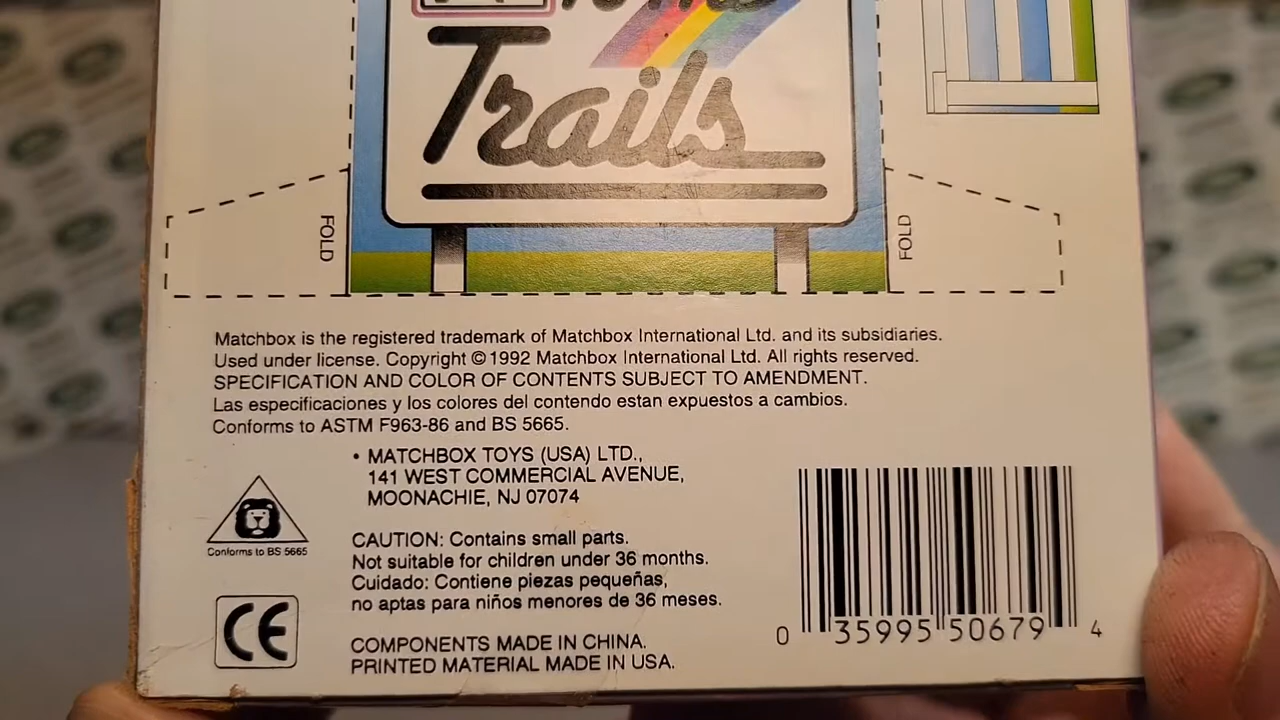 Trails
FOLD
FOLD
Matchbox is the registered trademark of Matchbox International Ltd. and its subsidiaries.
Used under license. Copyright © 1992 Matchbox International Ltd. All rights reserved.
SPECIFICATION AND COLOR OF CONTENTS SUBJECT TO AMENDMENT.
Las especificaciones y los colores del contenido estan expuestos a cambios.
Conforms to ASTM F963-86 and BS 5665.
• MATCHBOX TOYS (USA) LTD.,
141 WEST COMMERCIAL AVENUE,
MOONACHIE, NJ 07074
Conforms to BS 5665
CAUTION: Contains small parts.
Not suitable for children under 36 months.
Cuidado: Contiene piezas pequeñas,
no aptas para niños menores de 36 meses.
CE
COMPONENTS MADE IN CHINA.
PRINTED MATERIAL MADE IN USA.
0 35995 50679 4